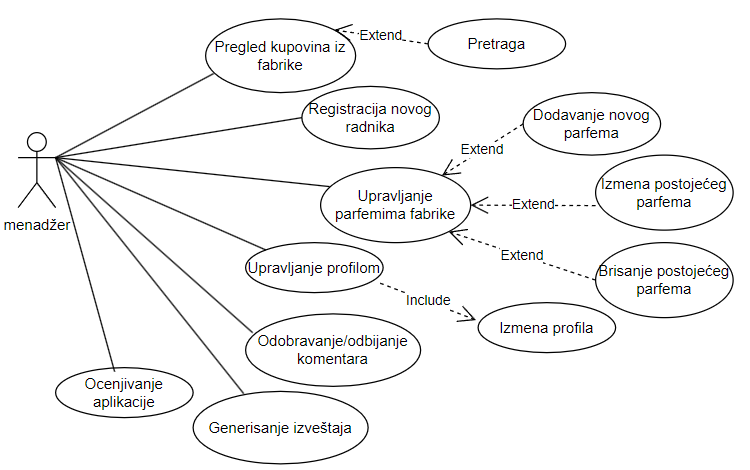 Pregled kupovina iz
fabrike
Extend
Pretraga
Registracija novog
radnika
Dodavanje novog
parfema
Extend
menadžer
Upravljanje
parfemima fabrike
Extend
Izmena postojećeg
parfema
Extend
Brisanje postojećeg
parfema
Upravljanje profilom
Include
Izmena profila
Odobravanje/odbijanje
komentara
Ocenjivanje
aplikacije
Generisanje izveštaja